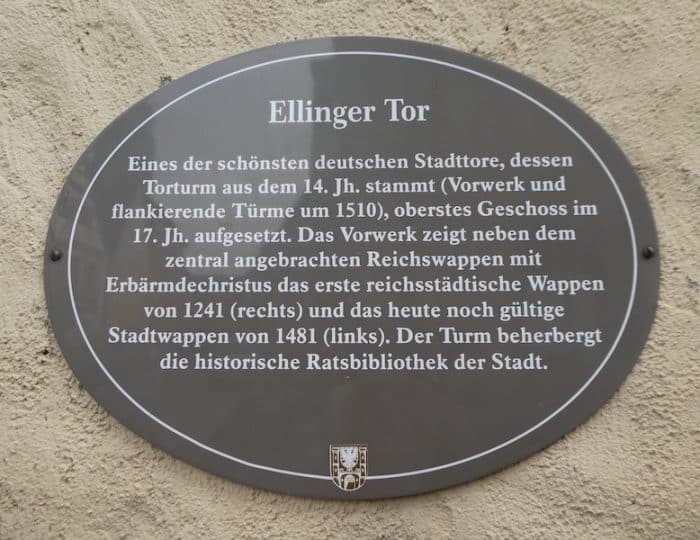 Ellinger Tor
Eines der schönsten deutschen Stadttore, dessen
Torturm aus dem 14. Jh. stammt (Vorwerk und
flankierende Türme um 1510), oberstes Geschoss im
17. Jh. aufgesetzt. Das Vorwerk zeigt neben dem
zentral angebrachten Reichswappen mit
Erbärmdechristus das erste reichsstädtische Wappen
von 1241 (rechts) und das heute noch gültige
Stadtwappen von 1481 (links). Der Turm beherbergt
die historische Ratsbibliothek der Stadt.